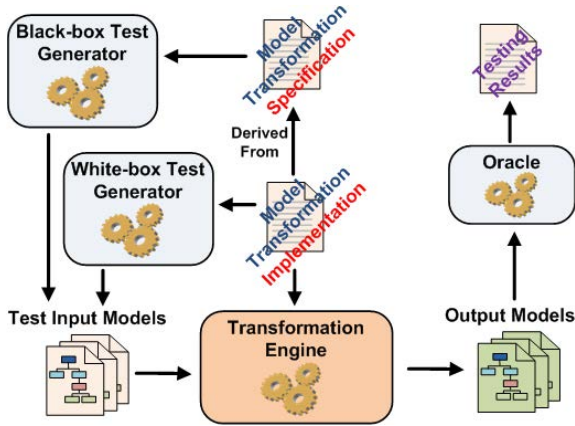 Black-box Test
Generator
Model
Transformation
Specification
Testing
Results
Derived
From
White-box Test
Generator
Model
Transformation
Implementation
Oracle
Test Input Models
Transformation
Engine
Output Models